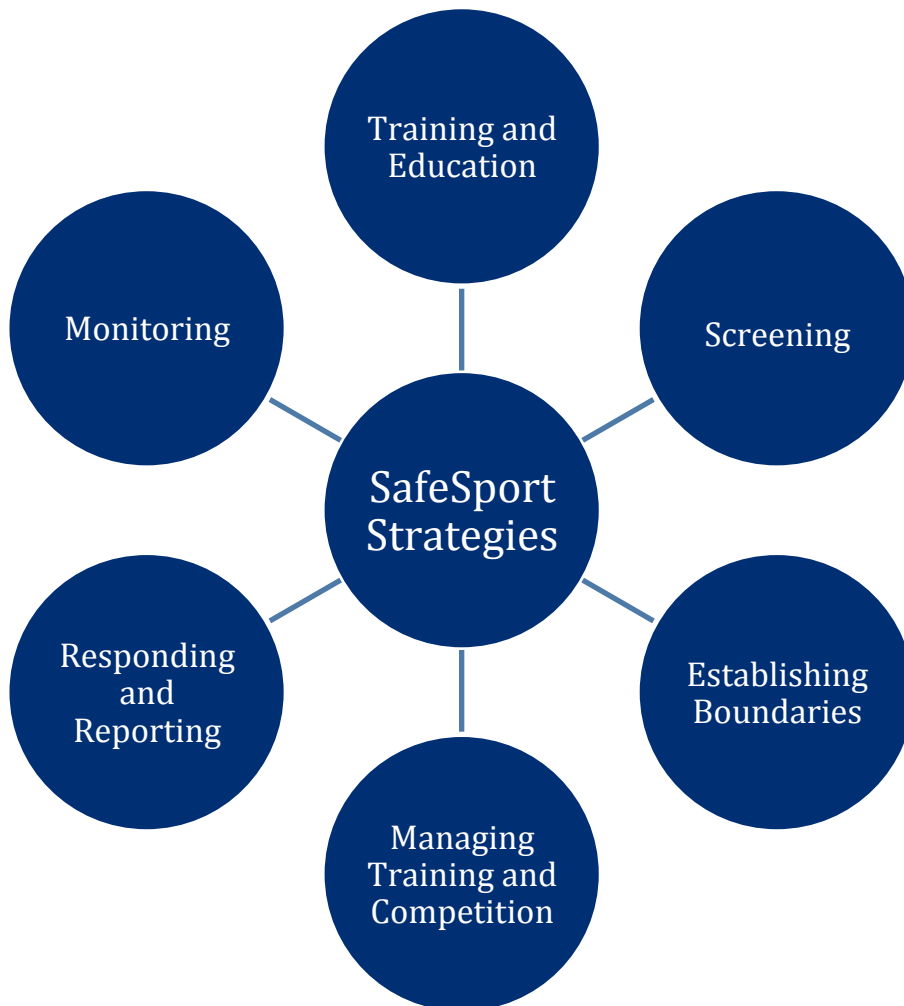 Training and
Education
Monitoring
Screening
SafeSport
Strategies
Responding
and
Reporting
Establishing
Boundaries
Managing
Training and
Competition